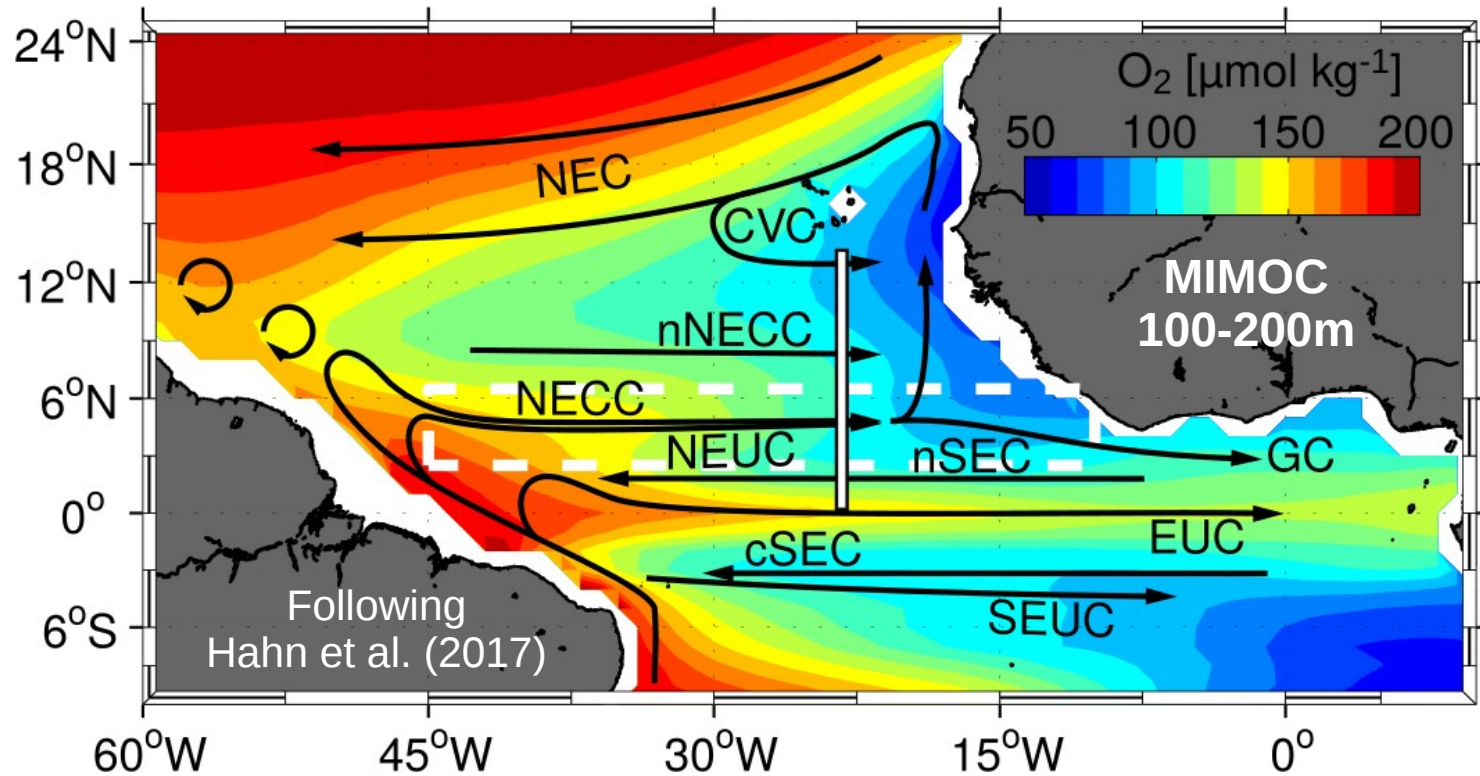 24°N
18°N
12°N
6°N
0°
6°S
60°W
45°W
30°W
15°W
0°
O₂ [µmol kg⁻¹]
50 100 150 200
NEC
CVC
MIMOC
100-200m
nNECC
NECC
NEUC
nSEC
GC
EUC
cSEC
SEUC
Following
Hahn et al. (2017)